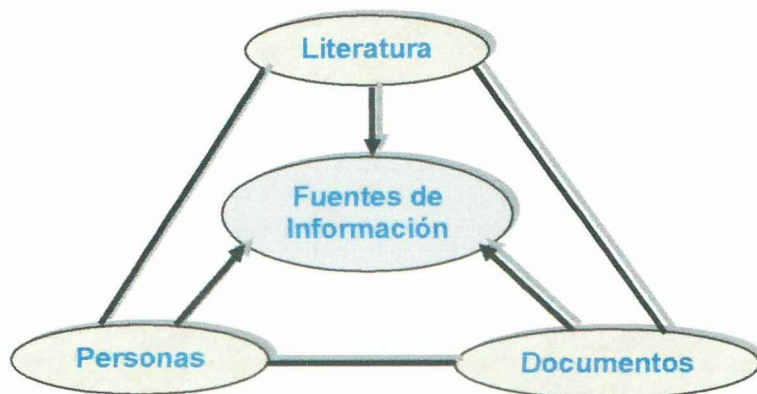 Literatura
Fuentes de
Información
Personas
Documentos